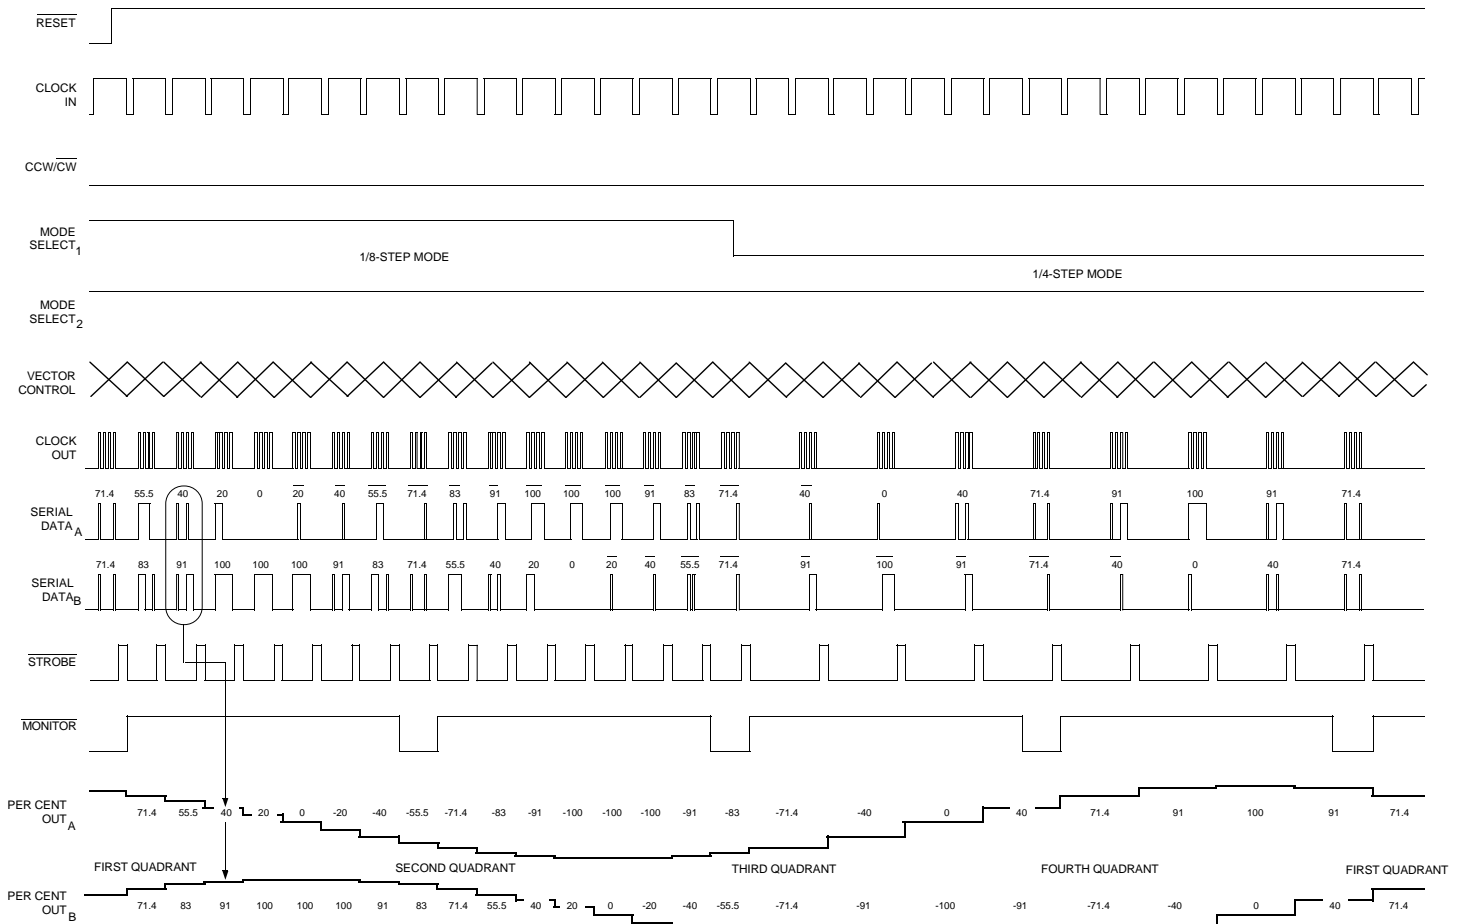 RESET
CLOCK
IN
CCW/CW
MODE
SELECT1
1/8-STEP MODE
1/4-STEP MODE
MODE
SELECT2
VECTOR
CONTROL
CLOCK
OUT
71.4 55.5 40 20 0 20 40 55.5 71.4 83 91 100 100 100 91 83 71.4 40 0 40 71.4 91 100 91 71.4
SERIAL
DATA A
71.4 83 91 100 100 100 91 83 71.4 55.5 40 20 0 20 40 55.5 71.4 91 100 91 71.4 40 0 40 71.4
SERIAL
DATAB
STROBE
MONITOR
PER CENT
OUT A
71.4 55.5 40 20 0 -20 -40 -55.5 -71.4 -83 -91 -100 -100 -100 -91 -83 -71.4 -40 0 40 71.4 91 100 91 71.4
FIRST QUADRANT SECOND QUADRANT THIRD QUADRANT FOURTH QUADRANT FIRST QUADRANT
PER CENT
OUT B
71.4 83 91 100 100 100 91 83 71.4 55.5 40 20 0 -20 -40 -55.5 -71.4 -91 -100 -91 -71.4 -40 0 40 71.4